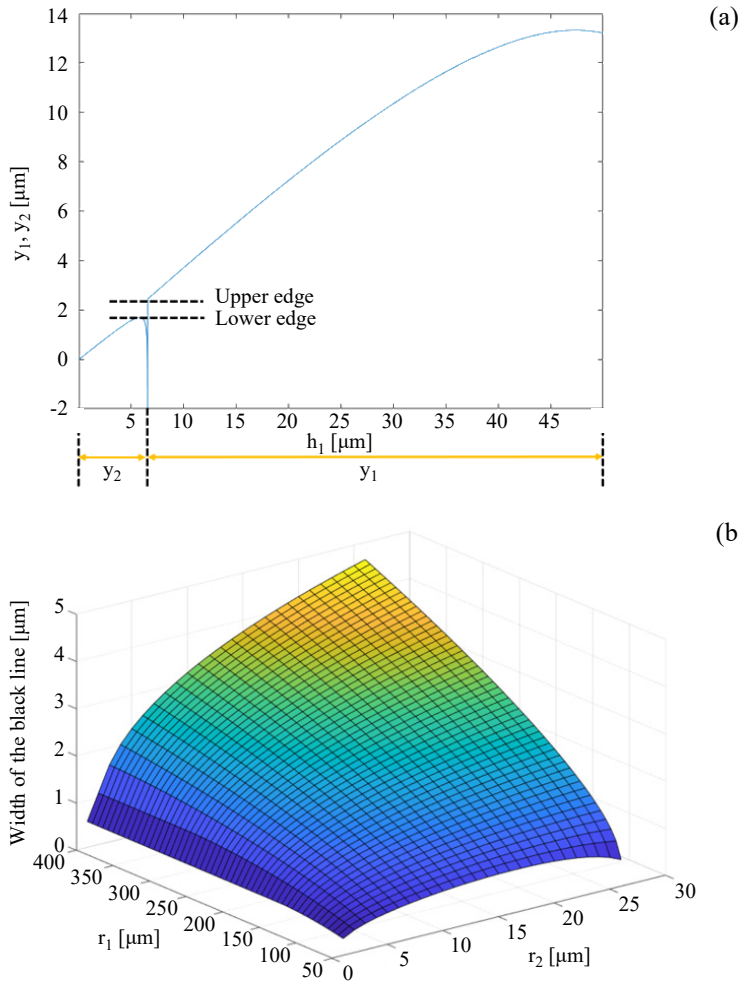 (a)
14
12
10
8
6
4
2
0
-2
y₁, y₂ [μm]
Upper edge
Lower edge
5 10 15 20 25 30 35 40 45
h₁ [μm]
y₂ y₁
(b
Width of the black line [μm]
5
4
3
2
1
0
400 350 300 250 200 150 100 50
r₁ [μm]
0 5 10 15 20 25 30
r₂ [μm]